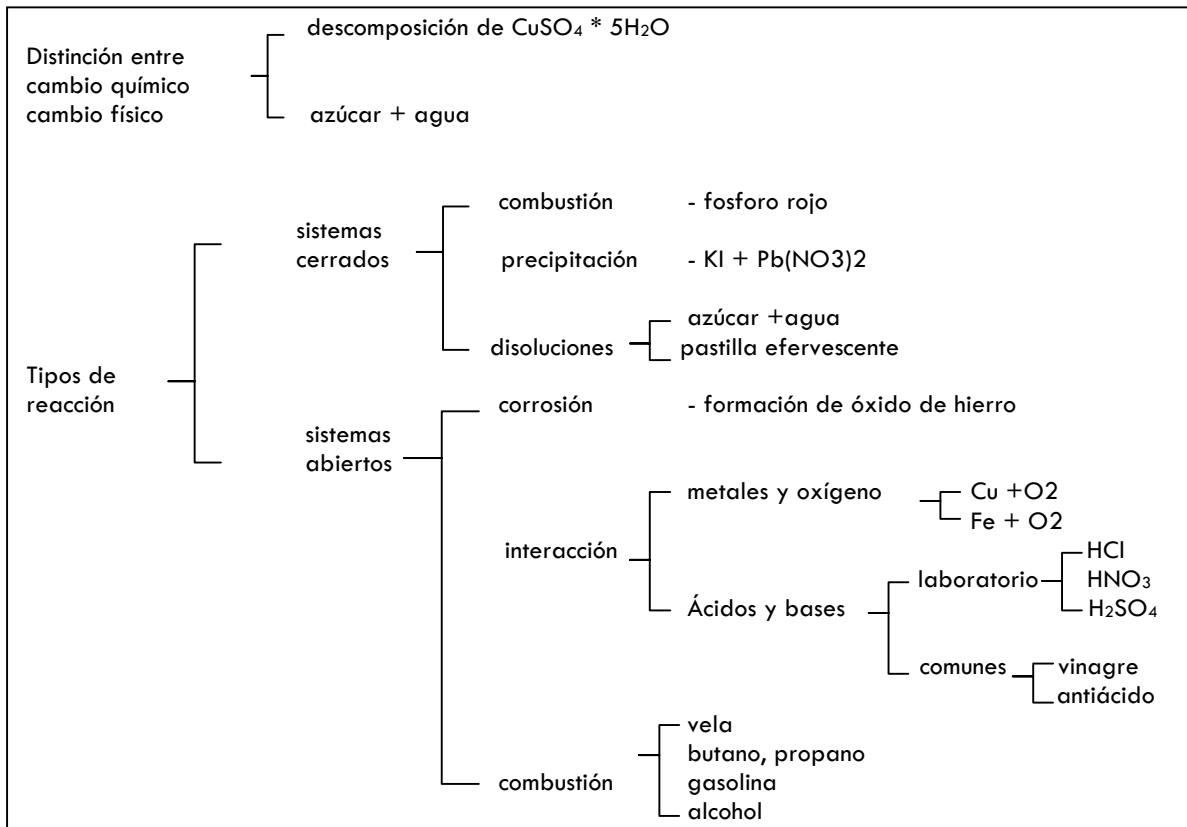 descomposición de CuSO₄ * 5H₂O
Distinción entre
cambio químico
cambio físico
azúcar + agua
combustión - fosforo rojo
sistemas
cerrados
precipitación - KI + Pb(NO3)2
azúcar +agua
disoluciones
pastilla efervescente
Tipos de
reacción
corrosión - formación de óxido de hierro
sistemas
abiertos
metales y oxígeno
Cu +O2
Fe + O2
interacción
HCl
laboratorio
HNO₃
Ácidos y bases
H₂SO₄
comunes
vinagre
antiácido
vela
butano, propano
combustión
gasolina
alcohol